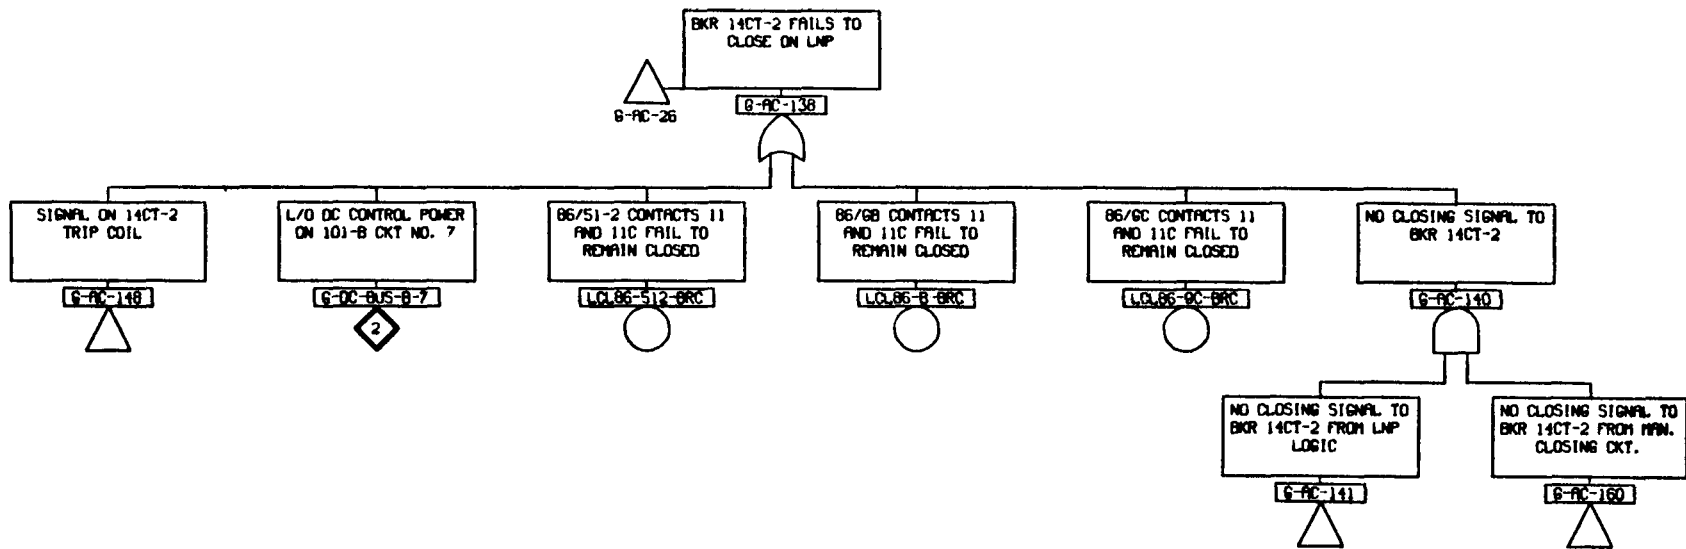 BKR 14CT-2 FAILS TO
CLOSE ON LNP
G-AC-138
G-AC-26
SIGNAL ON 14CT-2
TRIP COIL
G-AC-148
L/O DC CONTROL POWER
ON 101-B CKT NO. 7
G-DC-BUS-B-7
2
86/51-2 CONTACTS 11
AND 11C FAIL TO
REMAIN CLOSED
LCL86-512-BRC
86/GB CONTACTS 11
AND 11C FAIL TO
REMAIN CLOSED
LCL86-B-BRC
86/GC CONTACTS 11
AND 11C FAIL TO
REMAIN CLOSED
LCL86-GC-BRC
NO CLOSING SIGNAL TO
BKR 14CT-2
G-AC-140
NO CLOSING SIGNAL TO
BKR 14CT-2 FROM LNP
LOGIC
G-AC-141
NO CLOSING SIGNAL TO
BKR 14CT-2 FROM MAN.
CLOSING CKT.
G-AC-160